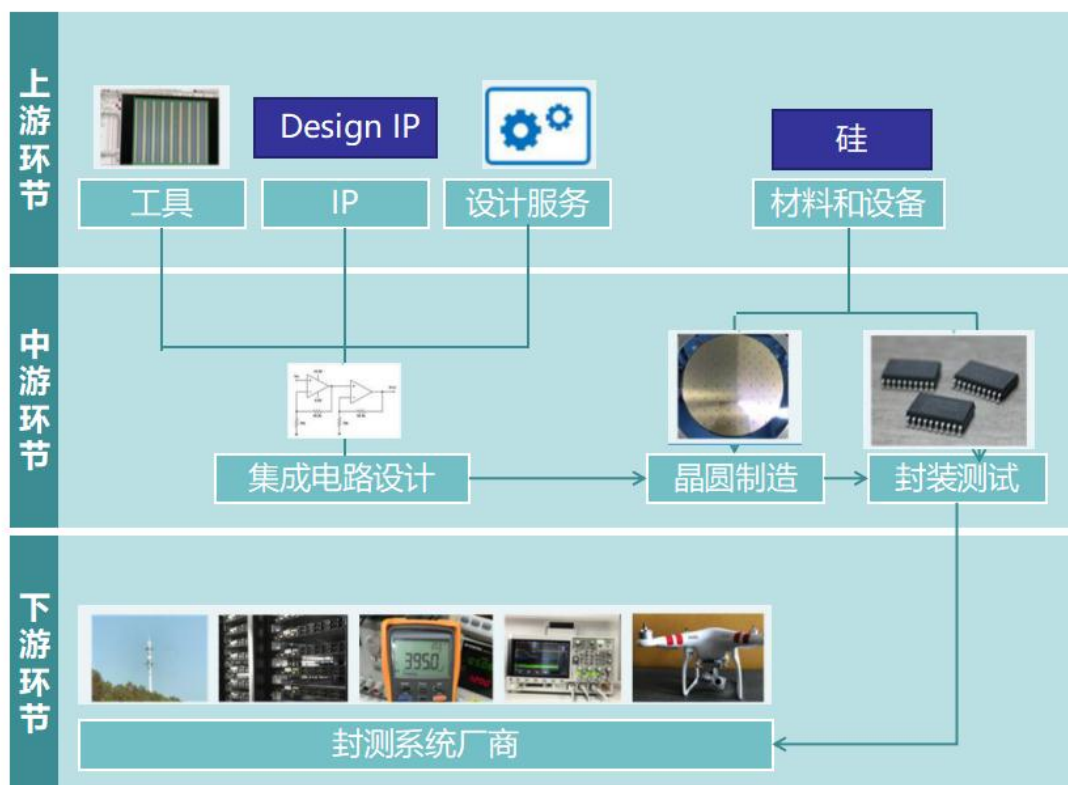 上游环节
Design IP
硅
工具
IP
设计服务
材料和设备
中游环节
集成电路设计
晶圆制造
封装测试
下游环节
395.0
封测系统厂商